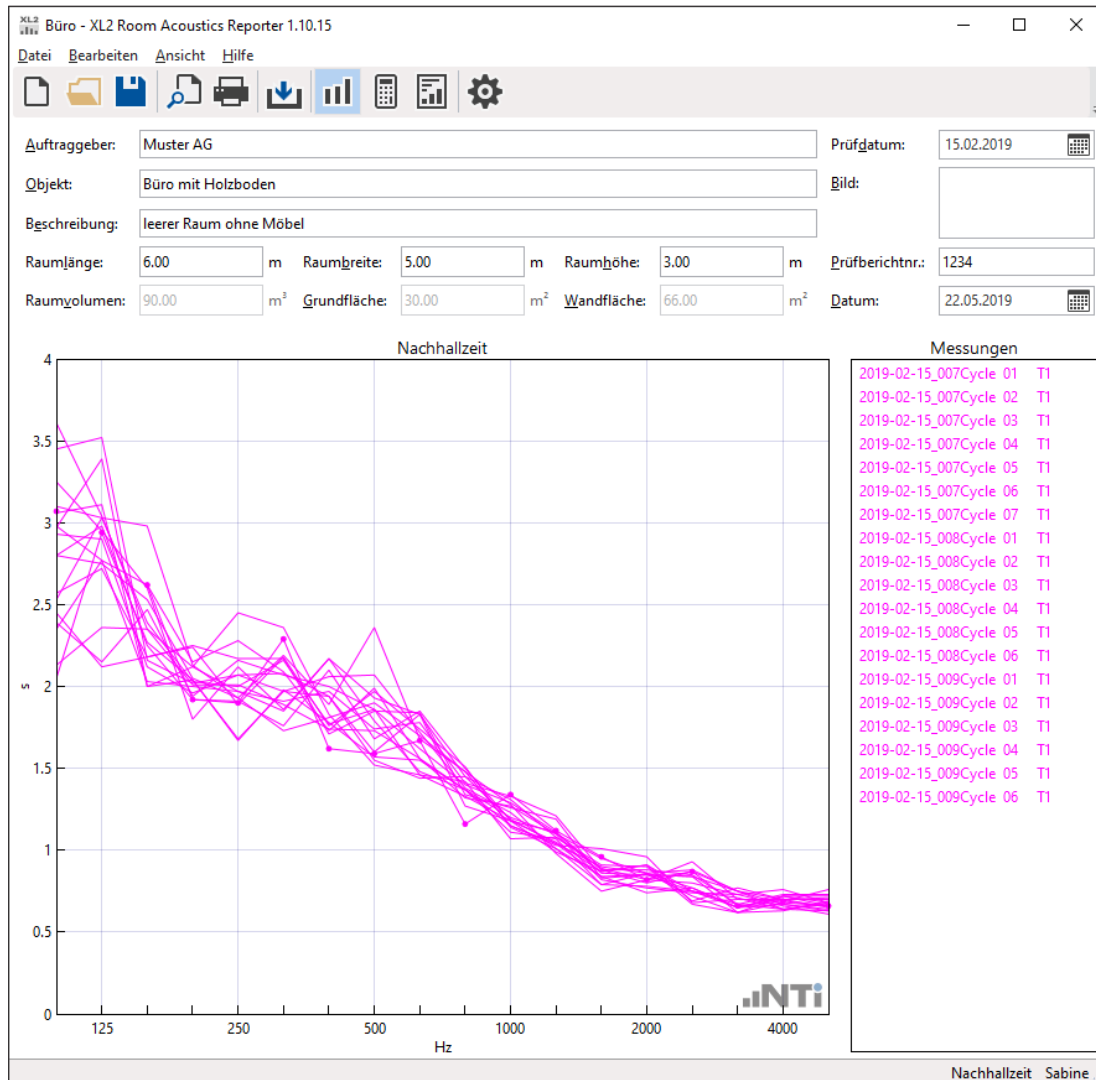 XL2 Büro - XL2 Room Acoustics Reporter 1.10.15
Datei Bearbeiten Ansicht Hilfe
Auftraggeber: Muster AG Prüfdatum: 15.02.2019
Objekt: Büro mit Holzboden Bild:
Beschreibung: leerer Raum ohne Möbel
Raumlänge: 6.00 m Raumbreite: 5.00 m Raumhöhe: 3.00 m Prüfberichtnr.: 1234
Raumvolumen: 90.00 m³ Grundfläche: 30.00 m² Wandfläche: 66.00 m² Datum: 22.05.2019
Nachhallzeit
4
3.5
3
2.5
2
s
1.5
1
0.5
0
125 250 500 1000 2000 4000
Hz
NTi
Messungen
2019-02-15_007Cycle 01 T1
2019-02-15_007Cycle 02 T1
2019-02-15_007Cycle 03 T1
2019-02-15_007Cycle 04 T1
2019-02-15_007Cycle 05 T1
2019-02-15_007Cycle 06 T1
2019-02-15_007Cycle 07 T1
2019-02-15_008Cycle 01 T1
2019-02-15_008Cycle 02 T1
2019-02-15_008Cycle 03 T1
2019-02-15_008Cycle 04 T1
2019-02-15_008Cycle 05 T1
2019-02-15_008Cycle 06 T1
2019-02-15_009Cycle 01 T1
2019-02-15_009Cycle 02 T1
2019-02-15_009Cycle 03 T1
2019-02-15_009Cycle 04 T1
2019-02-15_009Cycle 05 T1
2019-02-15_009Cycle 06 T1
Nachhallzeit Sabine